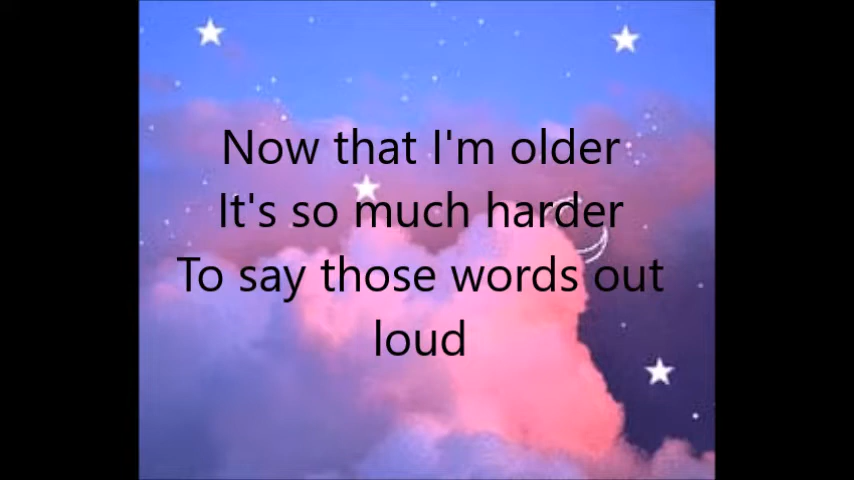 Now that I'm older
It's so much harder
To say those words out
loud